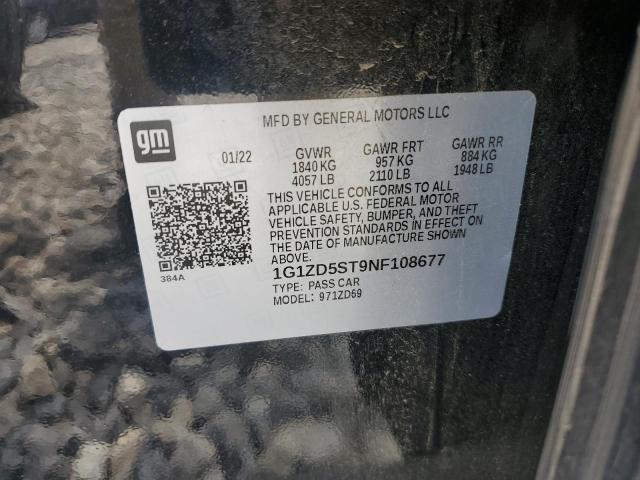 MFD BY GENERAL MOTORS LLC
gm
01/22 GVWR GAWR FRT GAWR RR
1840 KG 957 KG 884 KG
4057 LB 2110 LB 1948 LB
THIS VEHICLE CONFORMS TO ALL
APPLICABLE U.S. FEDERAL MOTOR
VEHICLE SAFETY, BUMPER, AND THEFT
PREVENTION STANDARDS IN EFFECT ON
THE DATE OF MANUFACTURE SHOWN
ABOVE.
384A
1G1ZD5ST9NF108677
TYPE: PASS CAR
MODEL: 971ZD69